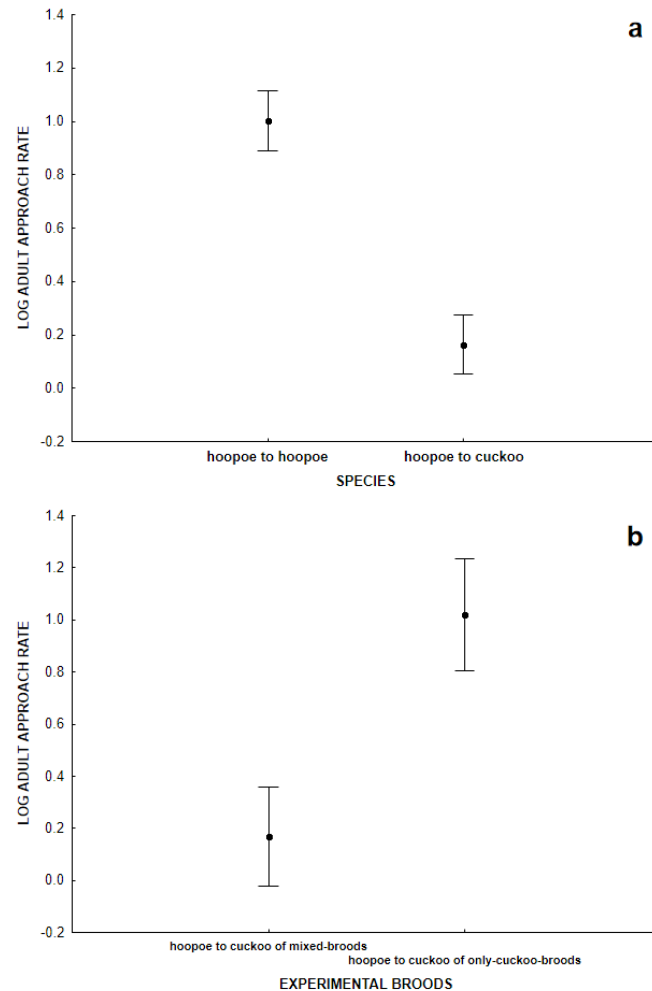 a
1.4
1.2
1.0
0.8
0.6
0.4
0.2
0.0
-0.2
LOG ADULT APPROACH RATE
hoopoe to hoopoe
hoopoe to cuckoo
SPECIES
b
1.4
1.2
1.0
0.8
0.6
0.4
0.2
0.0
-0.2
LOG ADULT APPROACH RATE
hoopoe to cuckoo of mixed-broods
hoopoe to cuckoo of only-cuckoo-broods
EXPERIMENTAL BROODS